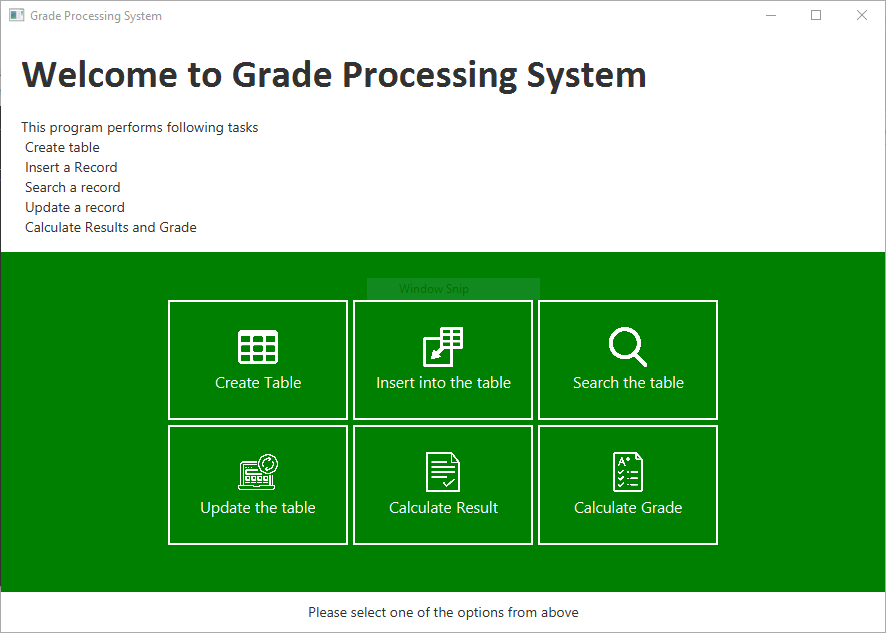 Grade Processing System
Welcome to Grade Processing System
This program performs following tasks
Create table
Insert a Record
Search a record
Update a record
Calculate Results and Grade
Window Snip
Create Table
Insert into the table
Search the table
A+
Update the table
Calculate Result
Calculate Grade
Please select one of the options from above